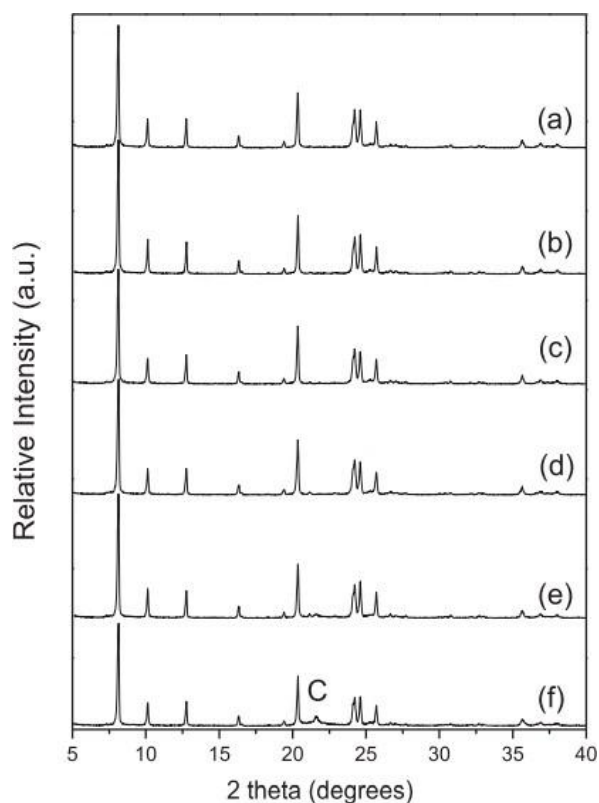 (a)
(b)
(c)
(d)
(e)
C
(f)
Relative Intensity (a.u.)
5 10 15 20 25 30 35 40
2 theta (degrees)